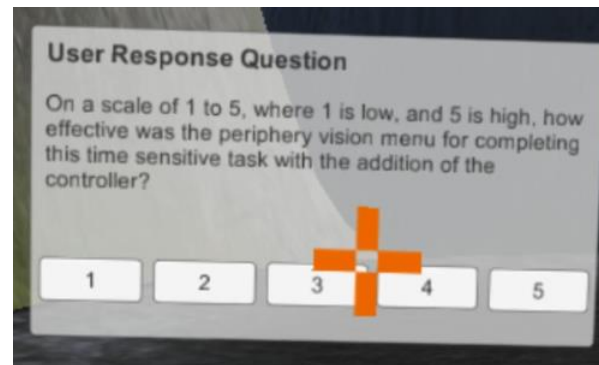 User Response Question
On a scale of 1 to 5, where 1 is low, and 5 is high, how
effective was the periphery vision menu for completing
this time sensitive task with the addition of the
controller?
1 2 3 4 5